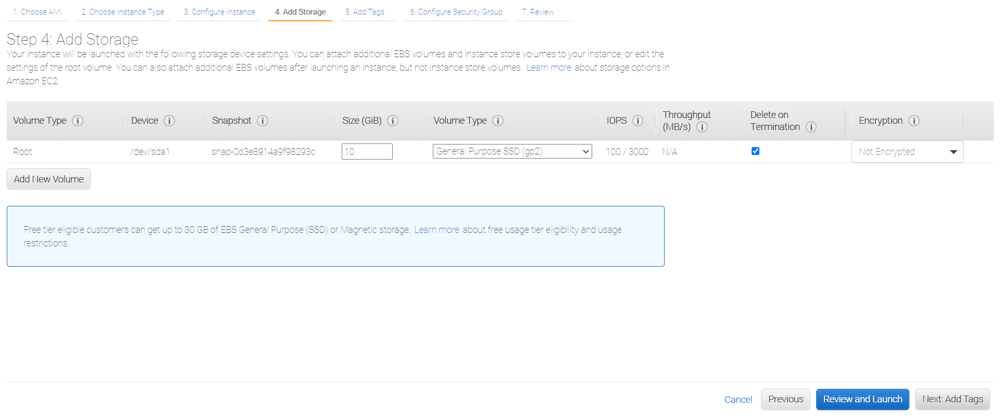 1. Choose AMI 2. Choose Instance Type 3. Configure Instance 4. Add Storage 5. Add Tags 6. Configure Security Group 7. Review
Step 4: Add Storage
Your instance will be launched with the following storage device settings. You can attach additional EBS volumes and instance store volumes to your instance, or edit the
settings of the root volume. You can also attach additional EBS volumes after launching an instance, but not instance store volumes. Learn more about storage options in
Amazon EC2.
Volume Type i Device i Snapshot i Size (GiB) i Volume Type i IOPS i Throughput (MB/s) i Delete on Termination i Encryption i
Root /dev/sda1 snap-0d3e8914a9f98293c 10 General Purpose SSD (gp2) 100 / 3000 N/A Not Encrypted
Add New Volume
Free tier eligible customers can get up to 30 GB of EBS General Purpose (SSD) or Magnetic storage. Learn more about free usage tier eligibility and usage
restrictions.
Cancel Previous Review and Launch Next: Add Tags